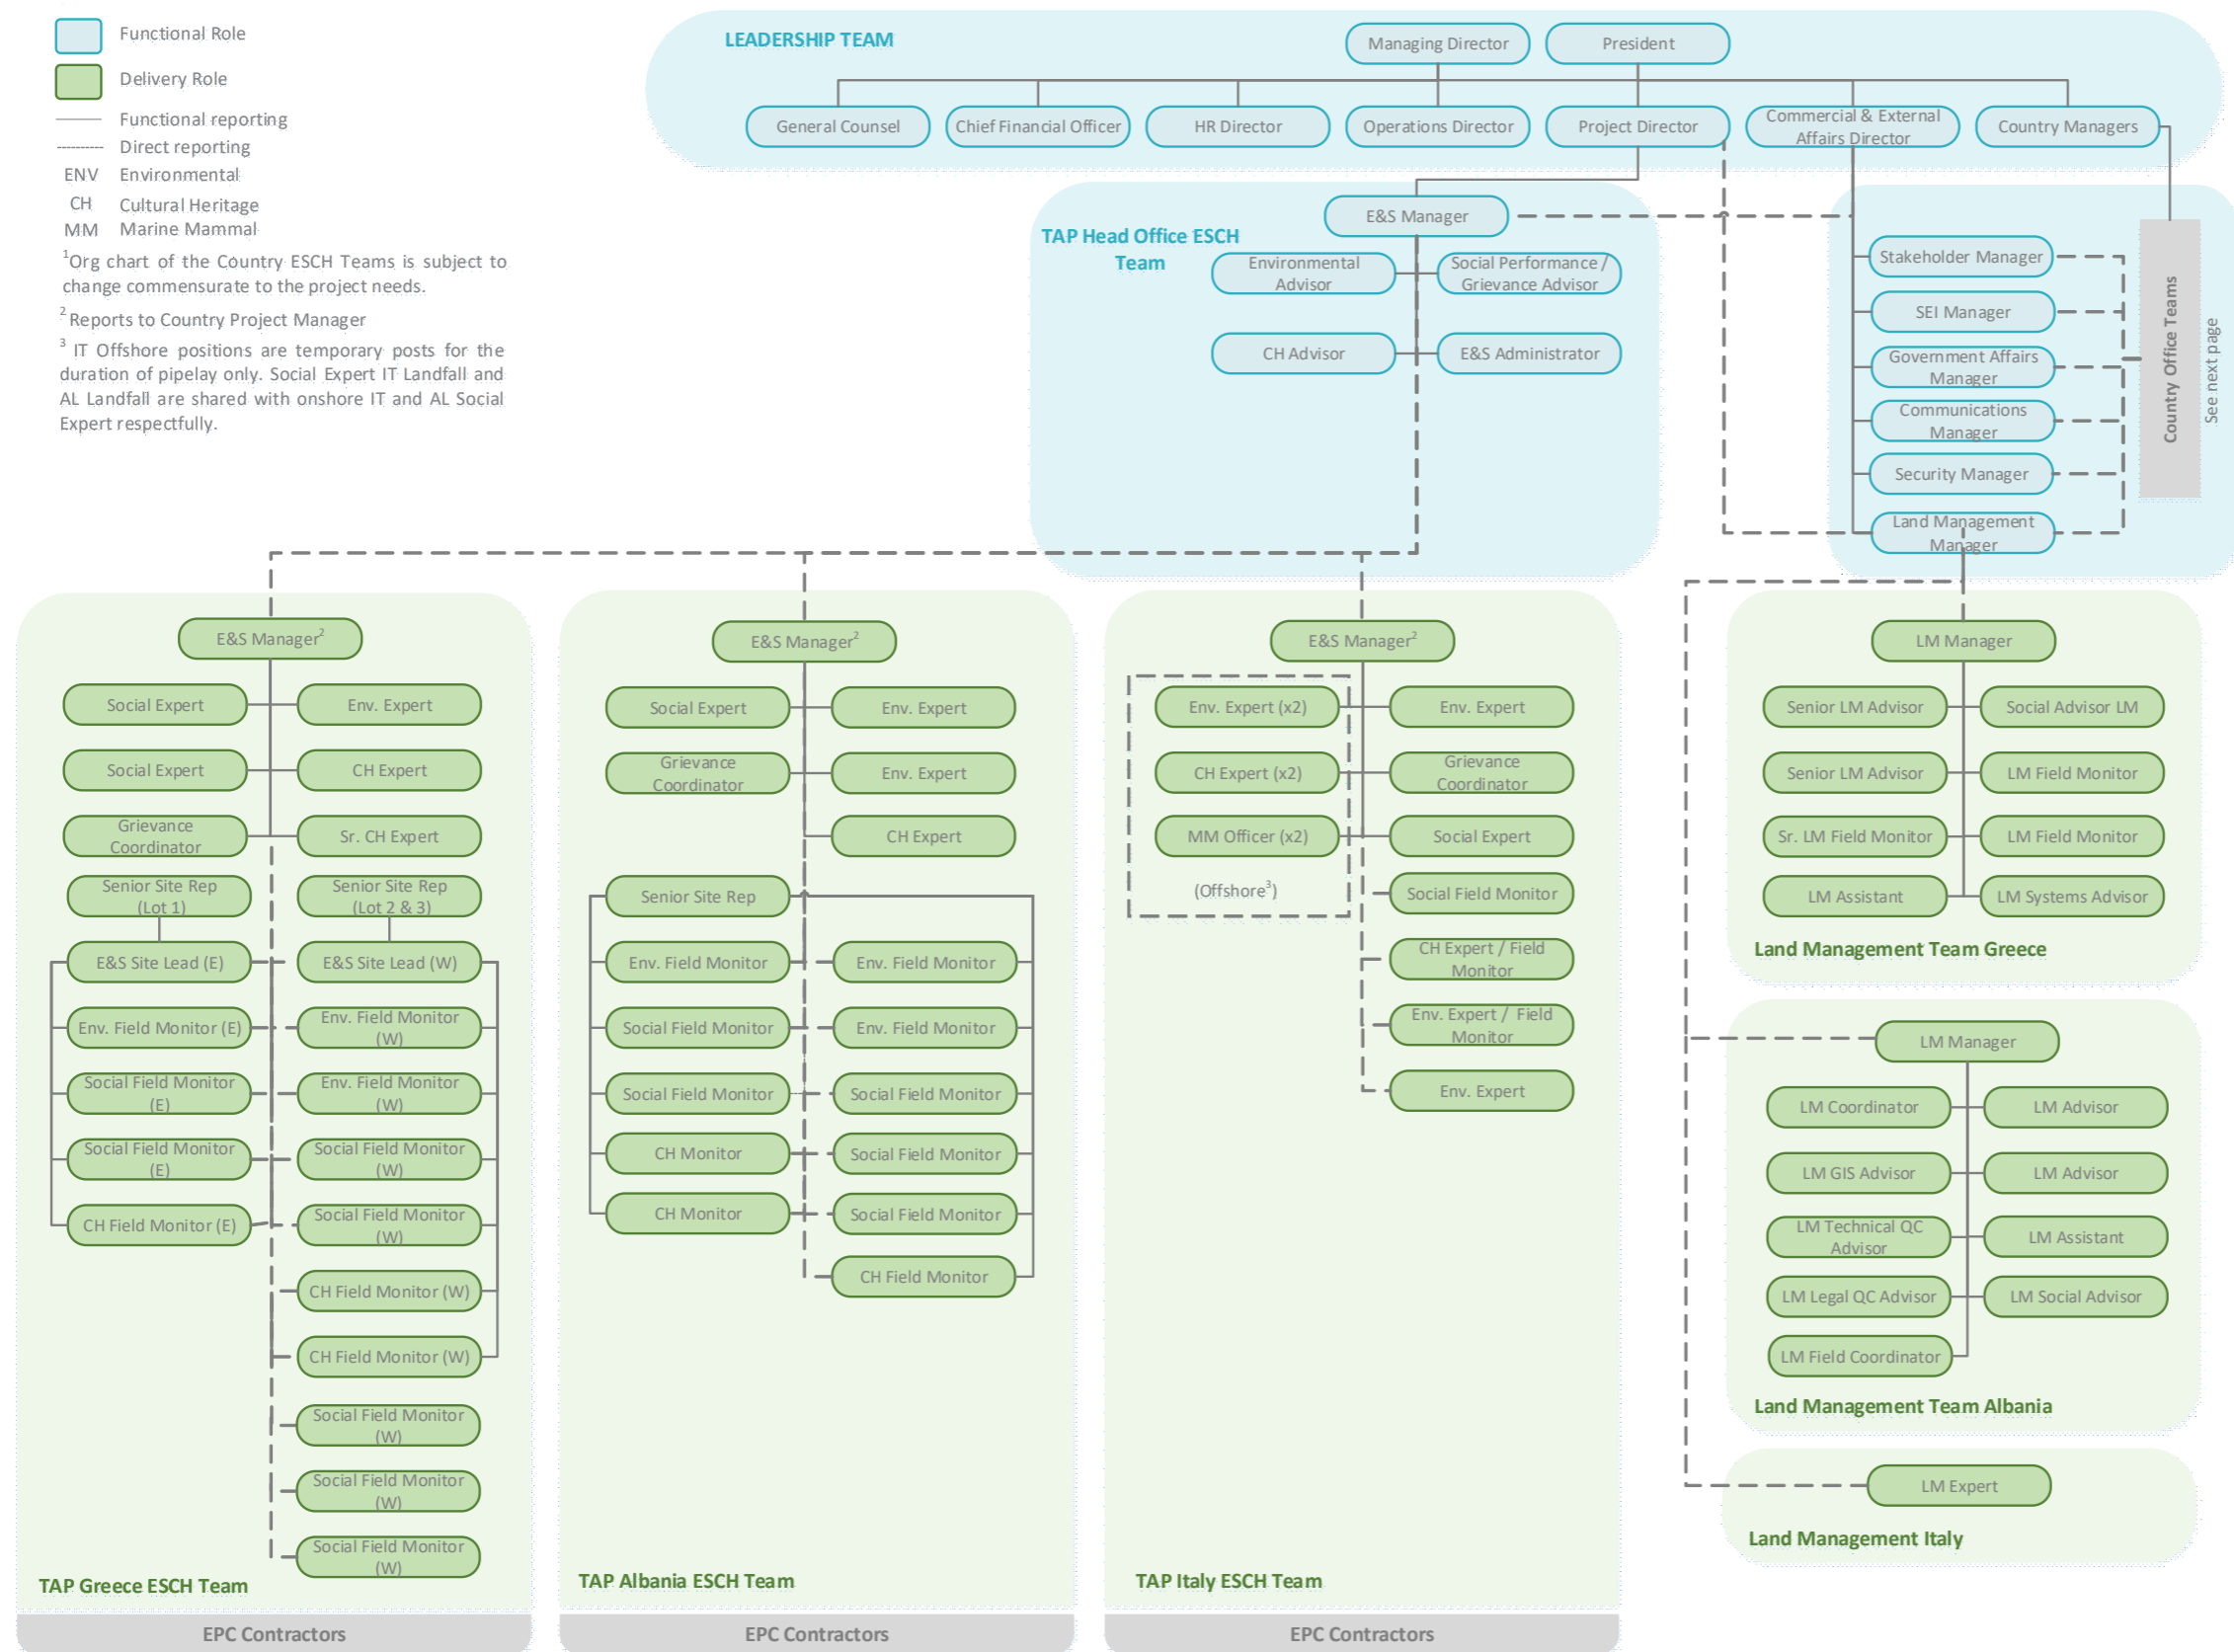 Functional Role
Delivery Role
Functional reporting
Direct reporting
ENV Environmental
CH Cultural Heritage
MM Marine Mammal
1Org chart of the Country ESCH Teams is subject to
change commensurate to the project needs.
2 Reports to Country Project Manager
3 IT Offshore positions are temporary posts for the
duration of pipelay only. Social Expert IT Landfall and
AL Landfall are shared with onshore IT and AL Social
Expert respectfully.
LEADERSHIP TEAM
Managing Director
President
General Counsel
Chief Financial Officer
HR Director
Operations Director
Project Director
Commercial & External
Affairs Director
Country Managers
TAP Head Office ESCH
Team
E&S Manager
Environmental
Advisor
Social Performance /
Grievance Advisor
CH Advisor
E&S Administrator
Stakeholder Manager
SEI Manager
Government Affairs
Manager
Communications
Manager
Security Manager
Land Management
Manager
Country Office Teams
See next page
E&S Manager2
Social Expert
Env. Expert
Social Expert
CH Expert
Grievance
Coordinator
Sr. CH Expert
Senior Site Rep
(Lot 1)
Senior Site Rep
(Lot 2 & 3)
E&S Site Lead (E)
E&S Site Lead (W)
Env. Field Monitor (E)
Env. Field Monitor
(W)
Social Field Monitor
(E)
Env. Field Monitor
(W)
Social Field Monitor
(E)
Social Field Monitor
(W)
CH Field Monitor (E)
Social Field Monitor
(W)
CH Field Monitor (W)
CH Field Monitor (W)
Social Field Monitor
(W)
Social Field Monitor
(W)
Social Field Monitor
(W)
TAP Greece ESCH Team
EPC Contractors
E&S Manager2
Social Expert
Env. Expert
Grievance
Coordinator
Env. Expert
CH Expert
Senior Site Rep
Env. Field Monitor
Env. Field Monitor
Social Field Monitor
Env. Field Monitor
Social Field Monitor
Social Field Monitor
CH Monitor
Social Field Monitor
CH Monitor
Social Field Monitor
CH Field Monitor
TAP Albania ESCH Team
EPC Contractors
E&S Manager2
Env. Expert (x2)
Env. Expert
CH Expert (x2)
Grievance
Coordinator
MM Officer (x2)
Social Expert
(Offshore3)
Social Field Monitor
CH Expert / Field
Monitor
Env. Expert / Field
Monitor
Env. Expert
TAP Italy ESCH Team
EPC Contractors
LM Manager
Senior LM Advisor
Social Advisor LM
Senior LM Advisor
LM Field Monitor
Sr. LM Field Monitor
LM Field Monitor
LM Assistant
LM Systems Advisor
Land Management Team Greece
LM Manager
LM Coordinator
LM Advisor
LM GIS Advisor
LM Advisor
LM Technical QC
Advisor
LM Assistant
LM Legal QC Advisor
LM Social Advisor
LM Field Coordinator
Land Management Team Albania
LM Expert
Land Management Italy